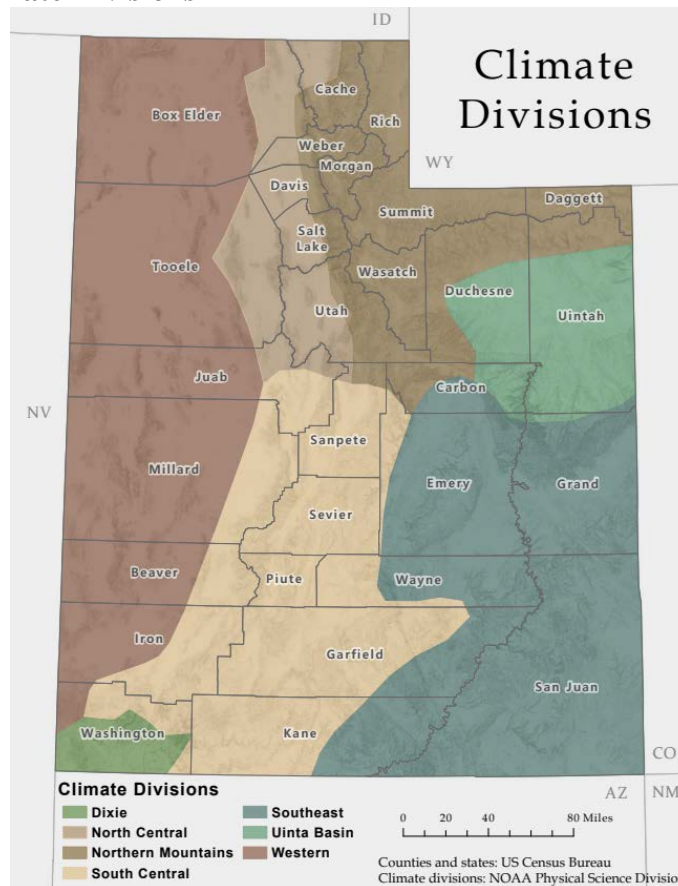 ID
Climate
Divisions
Cache
Box Elder
Rich
Weber
WY
Morgan
Davis
Daggett
Summit
Salt
Lake
Tooele
Wasatch
Duchesne
Utah
Uintah
Juab
Carbon
NV
Sanpete
Millard
Emery
Grand
Sevier
Beaver
Piute
Wayne
Iron
Garfield
San Juan
Washington
Kane
CO
Climate Divisions
AZ
NM
Dixie
North Central
Northern Mountains
South Central
Southeast
Uinta Basin
Western
0 20 40 80 Miles
Counties and states: US Census Bureau
Climate divisions: NOAA Physical Science Divisio